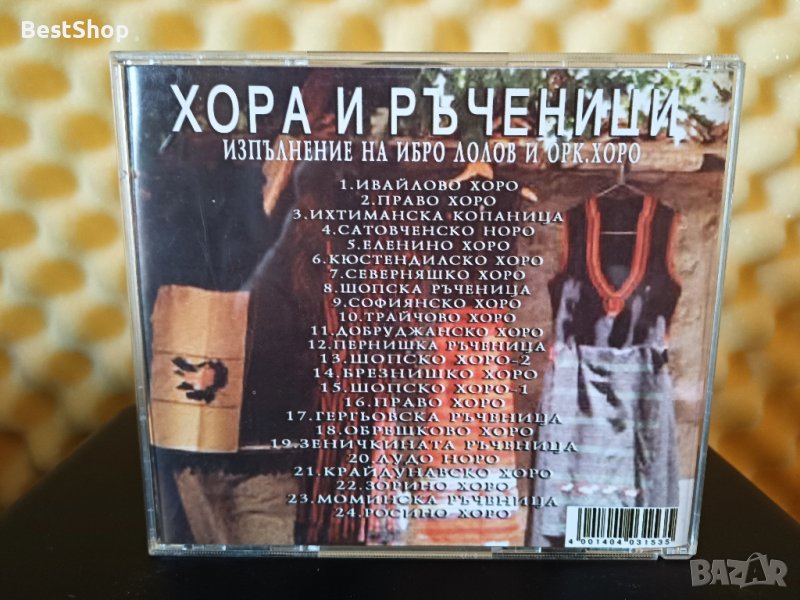 BestShop
ХОРА И РЪЧЕНИЦИ
ИЗПЪЛНЕНИЕ НА ИБРО ЛОЛОВ И ОРК.ХОРО
1.ИВАЙЛОВО ХОРО
2.ПРАВО ХОРО
3.ИХТИМАНСКА КОПАНИЦА
4.САТОВЧЕНСКО НОРО
5.ЕЛЕНИНО ХОРО
6.КЮСТЕНДИЛСКО ХОРО
7.СЕВЕРНЯШКО ХОРО
8.ШОПСКА РЪЧЕНИЦА
9.СОФИЯНСКО ХОРО
10.ТРАЙЧОВО ХОРО
11.ДОБРУДЖАНСКО ХОРО
12.ПЕРНИШКА РЪЧЕНИЦА
13.ШОПСКО ХОРО-2
14.БРЕЗНИШКО ХОРО
15.ШОПСКО ХОРО-1
16.ПРАВО ХОРО
17.ГЕРГЬОВСКА РЪЧЕНИЦА
18.ОБРЕШКОВО ХОРО
19.ЗЕНИЧКИНАТА РЪЧЕНИЦА
20.ЛУДО НОРО
21.КРАЙДУНАВСКО ХОРО
22.ЗОРИНО ХОРО
23.МОМИНСКА РЪЧЕНИЦА
24.РОСИНО ХОРО
4 001404 031535
BAZAR